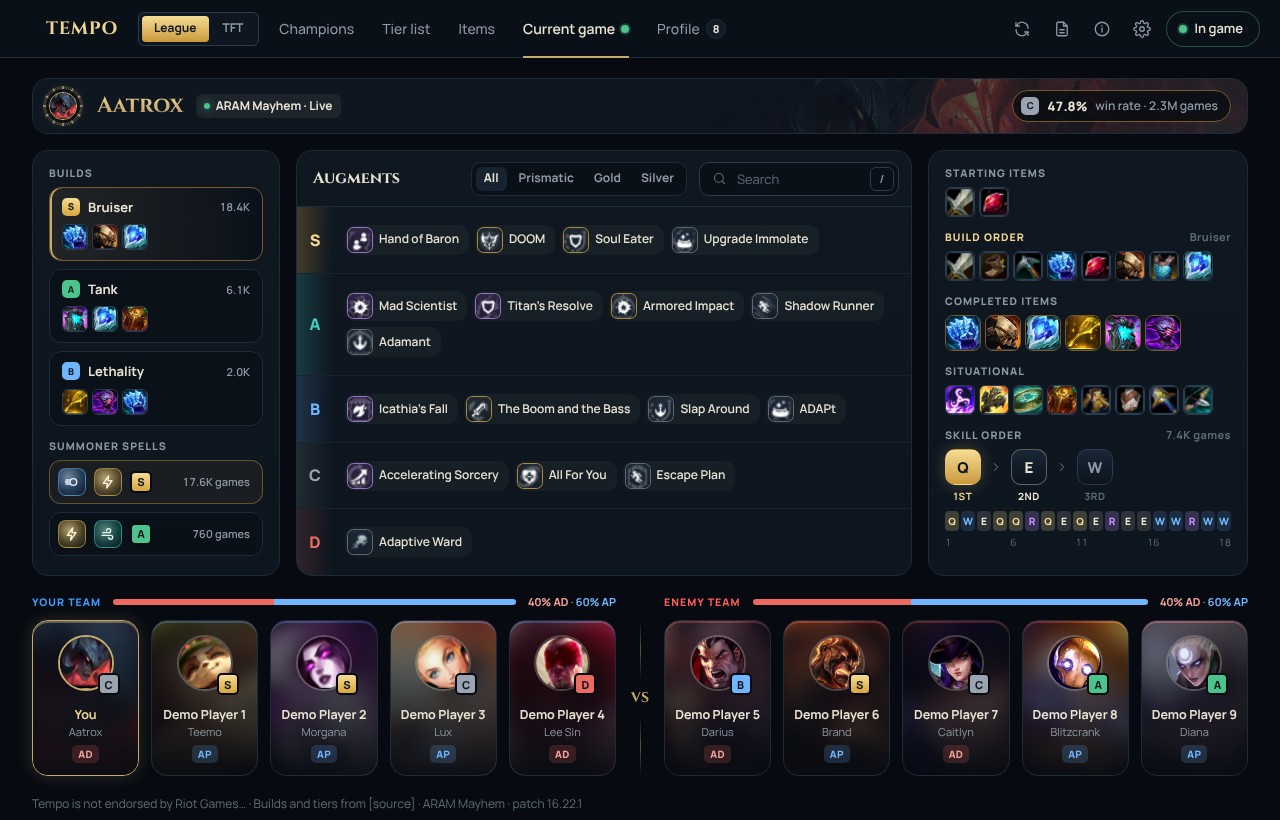 TEMPO League TFT Champions Tier list Items Current game Profile 8 In game
AATROX ARAM Mayhem · Live C 47.8% win rate · 2.3M games
BUILDS
S Bruiser 18.4K
A Tank 6.1K
B Lethality 2.0K
SUMMONER SPELLS
S 17.6K games
A 760 games
AUGMENTS All Prismatic Gold Silver Search /
S Hand of Baron DOOM Soul Eater Upgrade Immolate
A Mad Scientist Titan's Resolve Armored Impact Shadow Runner
Adamant
B Icathia's Fall The Boom and the Bass Slap Around ADAPt
C Accelerating Sorcery All For You Escape Plan
D Adaptive Ward
STARTING ITEMS
BUILD ORDER Bruiser
COMPLETED ITEMS
SITUATIONAL
SKILL ORDER 7.4K games
Q › E › W
1ST 2ND 3RD
Q W E Q Q R Q E Q E R E E W W R W W
1 6 11 16 18
YOUR TEAM 40% AD · 60% AP
C S S C D
You Demo Player 1 Demo Player 2 Demo Player 3 Demo Player 4
Aatrox Teemo Morgana Lux Lee Sin
AD AP AP AP AD
VS
ENEMY TEAM 40% AD · 60% AP
B S C A A
Demo Player 5 Demo Player 6 Demo Player 7 Demo Player 8 Demo Player 9
Darius Brand Caitlyn Blitzcrank Diana
AD AP AD AP AP
Tempo is not endorsed by Riot Games… · Builds and tiers from [source] · ARAM Mayhem · patch 16.22.1